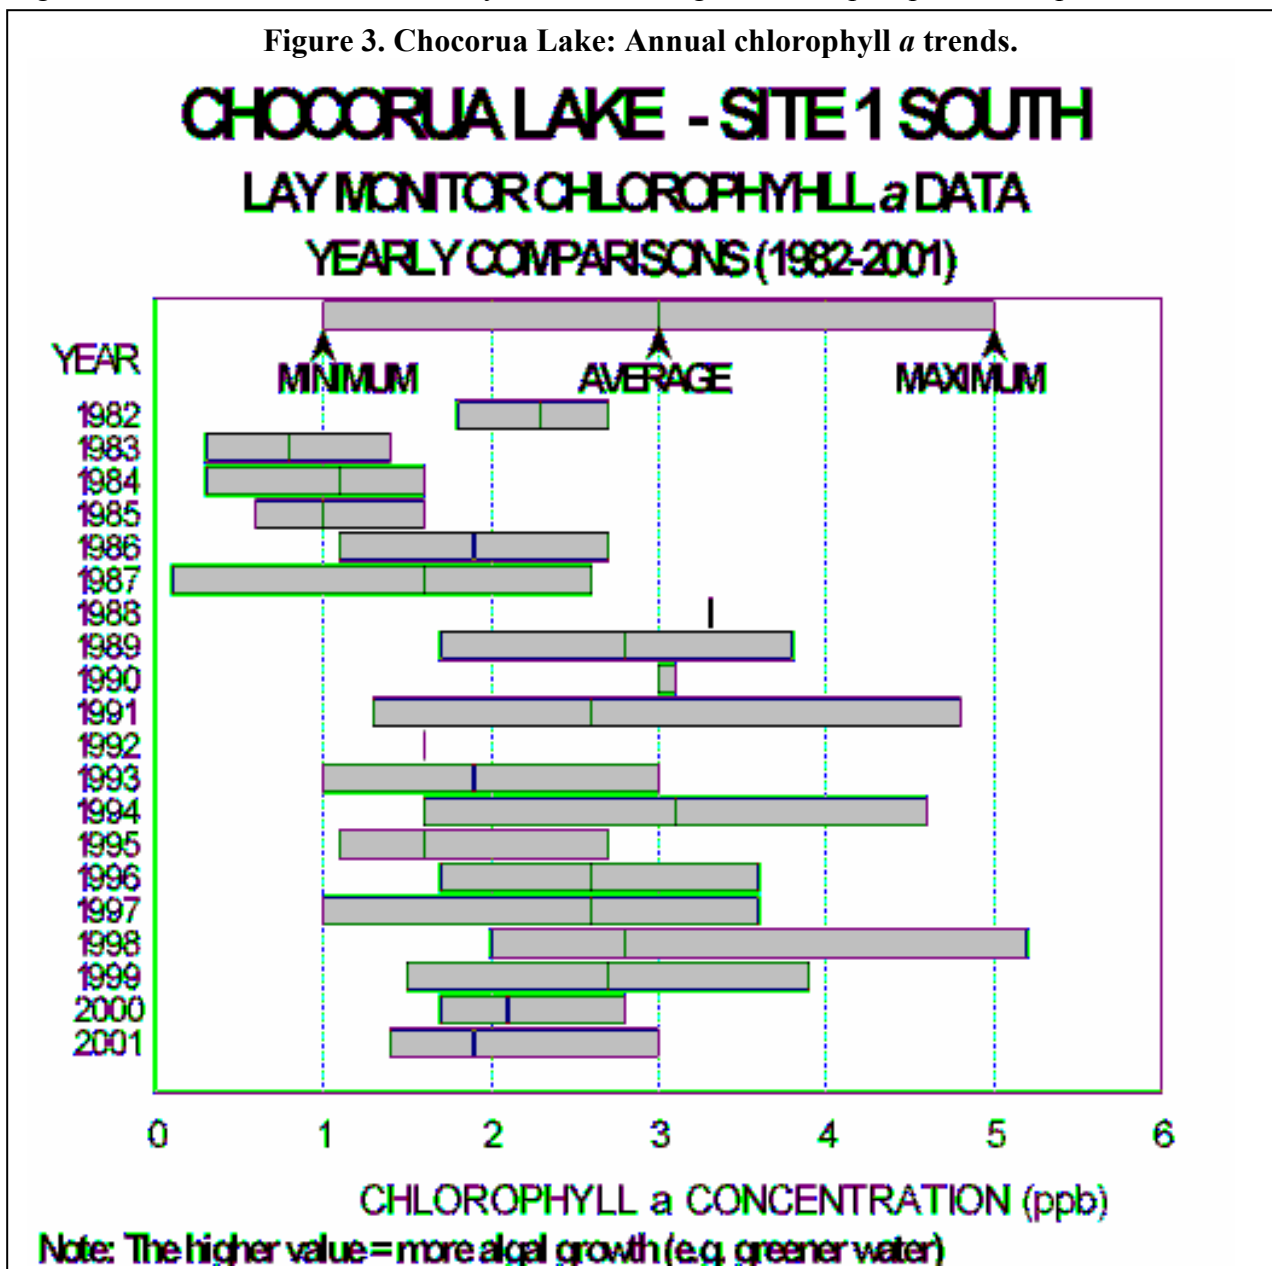 Figure 3. Chocorua Lake: Annual chlorophyll a trends.
CHOCORUA LAKE - SITE 1 SOUTH
LAY MONITOR CHLOROPHYHLL a DATA
YEARLY COMPARISONS (1982-2001)
YEAR
MINIMUM AVERAGE MAXIMUM
1982
1983
1984
1985
1986
1987
1988
1989
1990
1991
1992
1993
1994
1995
1996
1997
1998
1999
2000
2001
0 1 2 3 4 5 6
CHLOROPHYLL a CONCENTRATION (ppb)
Note: The higher value = more algal growth (e.g. greener water)